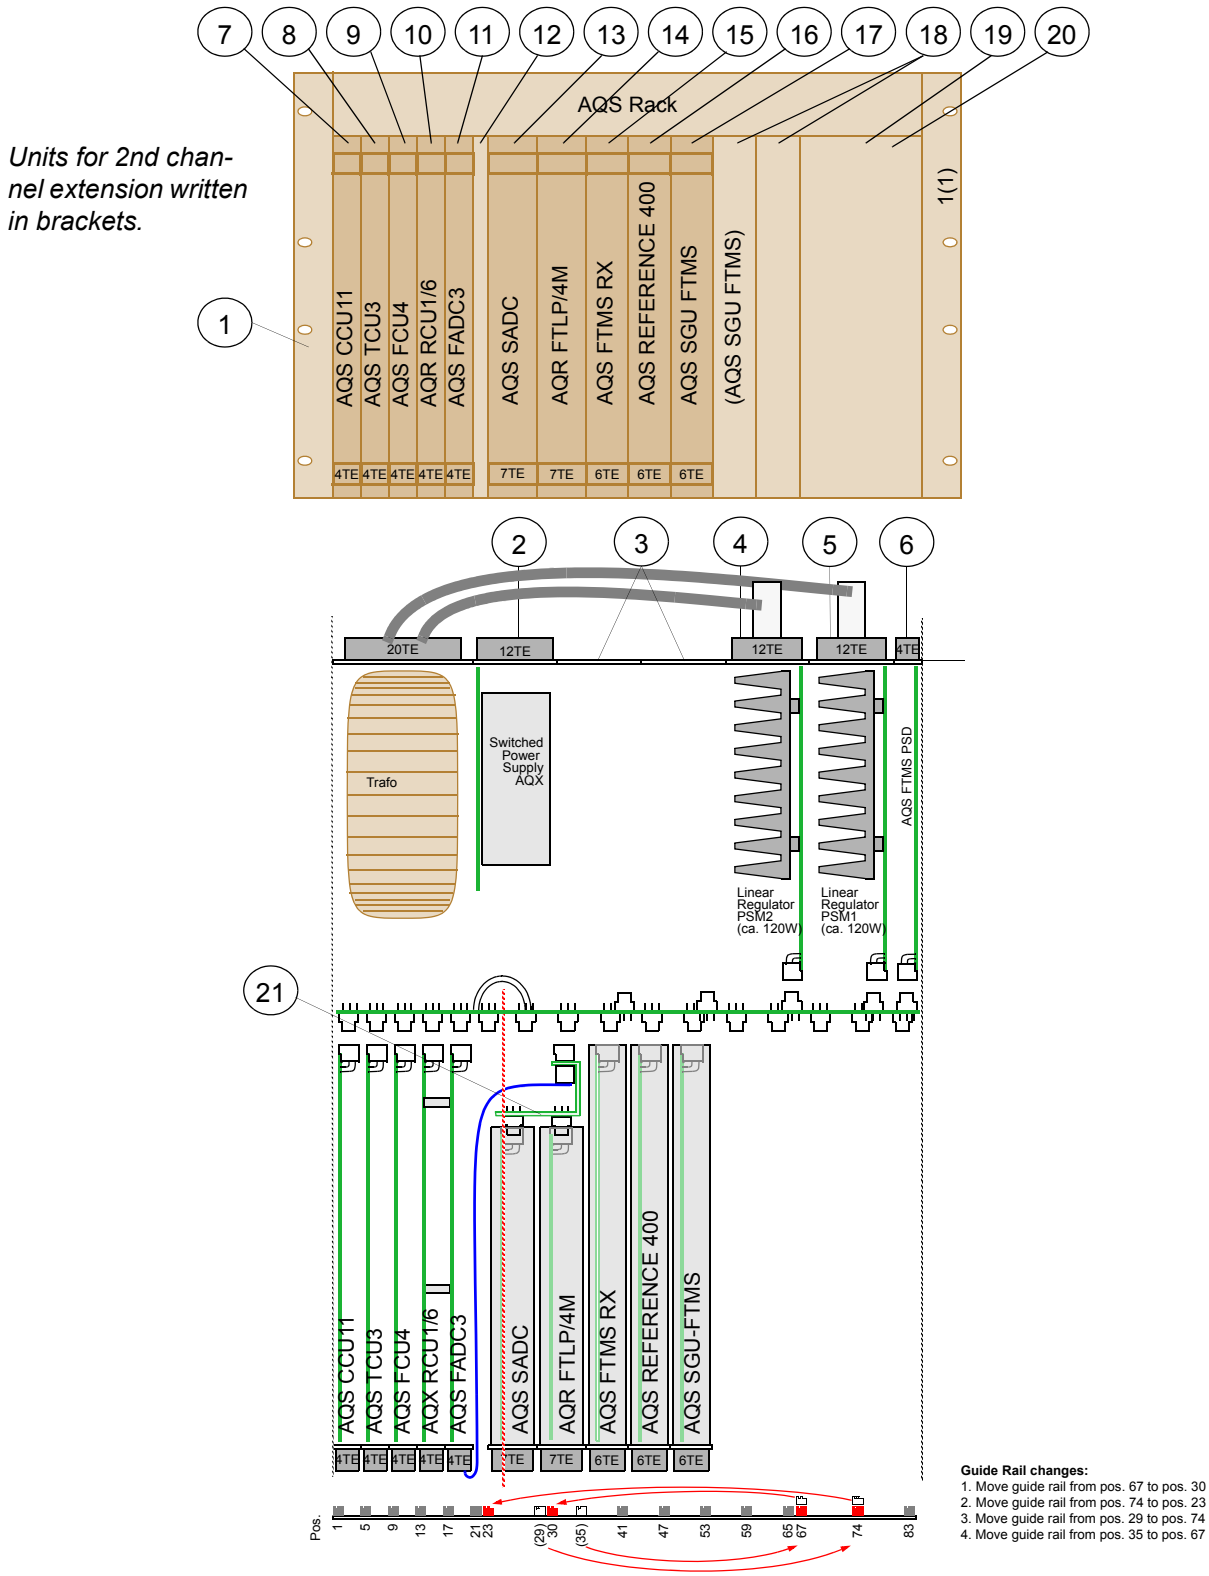 7 8 9 10 11 12 13 14 15 16 17 18 19 20
AQS Rack
Units for 2nd chan-
nel extension written
in brackets.
1
1(1)
AQS CCU11
AQS TCU3
AQS FCU4
AQR RCU1/6
AQS FADC3
AQS SADC
AQR FTLP/4M
AQS FTMS RX
AQS REFERENCE 400
AQS SGU FTMS
(AQS SGU FTMS)
4TE 4TE 4TE 4TE 4TE 7TE 7TE 6TE 6TE 6TE
2 3 4 5 6
20TE 12TE 12TE 12TE 4TE
Trafo
Switched
Power
Supply
AQX
AQS FTMS PSD
Linear
Regulator
PSM2
(ca. 120W)
Linear
Regulator
PSM1
(ca. 120W)
21
AQS CCU11
AQS TCU3
AQS FCU4
AQX RCU1/6
AQS FADC3
AQS SADC
AQR FTLP/4M
AQS FTMS RX
AQS REFERENCE 400
AQS SGU-FTMS
4TE 4TE 4TE 4TE 4TE 7TE 7TE 6TE 6TE 6TE
Pos. 1 5 9 13 17 21 23 (29) 30 (35) 41 47 53 59 65 67 74 83
Guide Rail changes:
1. Move guide rail from pos. 67 to pos. 30
2. Move guide rail from pos. 74 to pos. 23
3. Move guide rail from pos. 29 to pos. 74
4. Move guide rail from pos. 35 to pos. 67